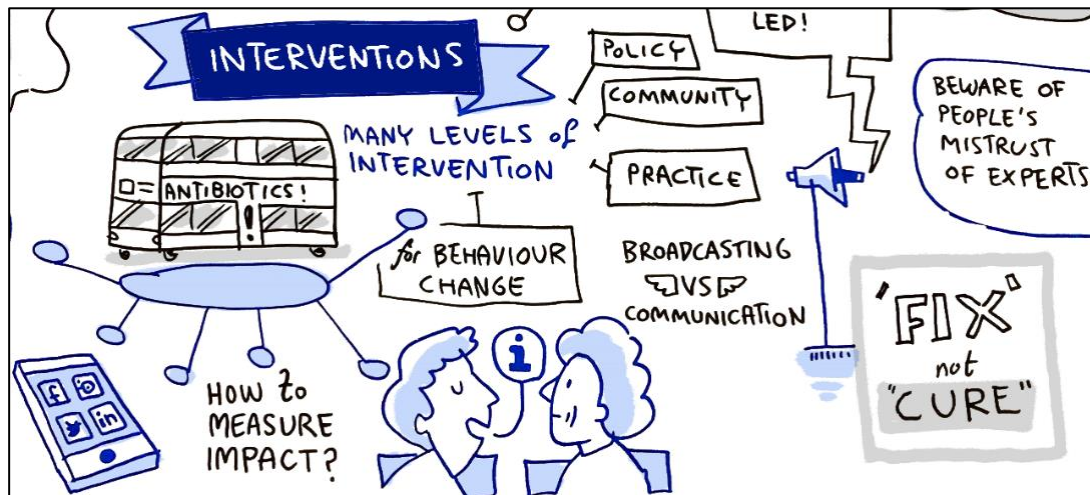 INTERVENTIONS
MANY LEVELS of
INTERVENTION
POLICY
COMMUNITY
PRACTICE
for BEHAVIOUR
CHANGE
LED!
BEWARE OF
PEOPLE'S
MISTRUST
OF EXPERTS
ANTIBIOTICS!
BROADCASTING
VS
COMMUNICATION
'FIX'
not
"CURE"
HOW to
MEASURE
IMPACT?
i
f
in